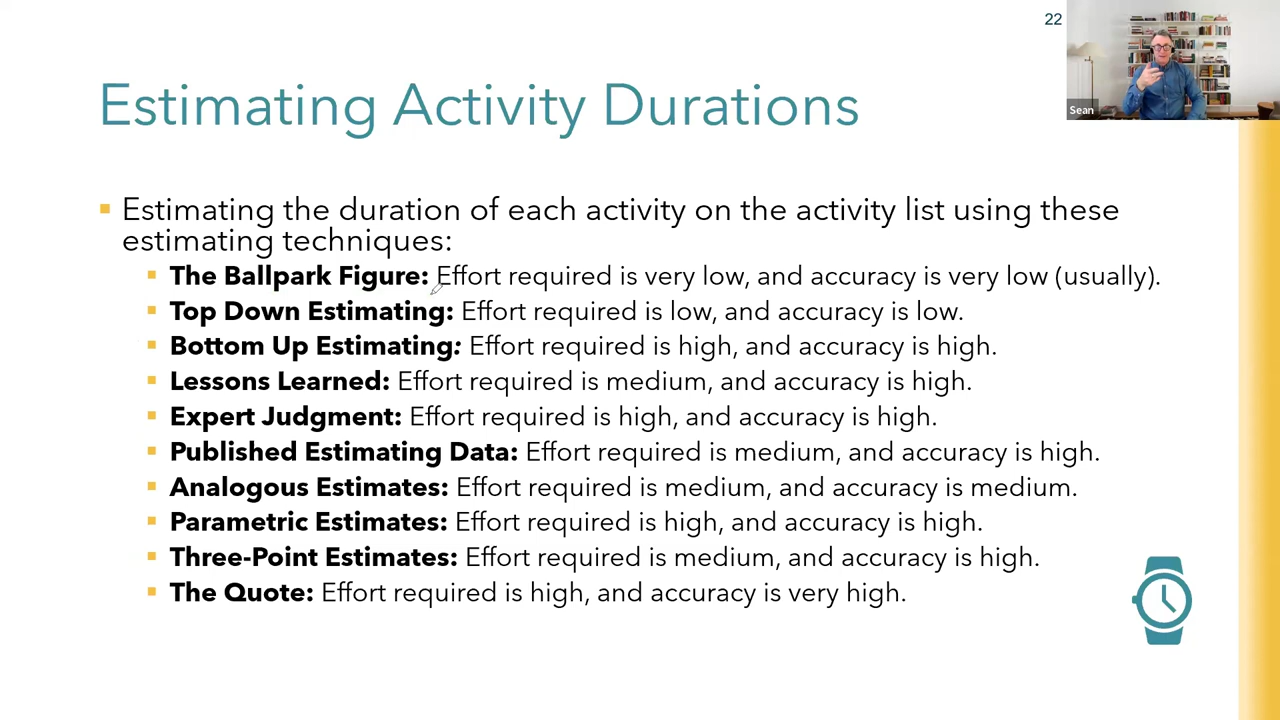 22
Sean
Estimating Activity Durations
Estimating the duration of each activity on the activity list using these
estimating techniques:
The Ballpark Figure: Effort required is very low, and accuracy is very low (usually).
Top Down Estimating: Effort required is low, and accuracy is low.
Bottom Up Estimating: Effort required is high, and accuracy is high.
Lessons Learned: Effort required is medium, and accuracy is high.
Expert Judgment: Effort required is high, and accuracy is high.
Published Estimating Data: Effort required is medium, and accuracy is high.
Analogous Estimates: Effort required is medium, and accuracy is medium.
Parametric Estimates: Effort required is high, and accuracy is high.
Three-Point Estimates: Effort required is medium, and accuracy is high.
The Quote: Effort required is high, and accuracy is very high.